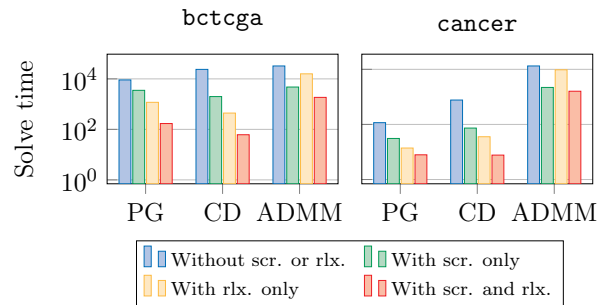 bctcga
cancer
Solve time
10^4
10^2
10^0
PG CD ADMM
PG CD ADMM
Without scr. or rlx.
With scr. only
With rlx. only
With scr. and rlx.